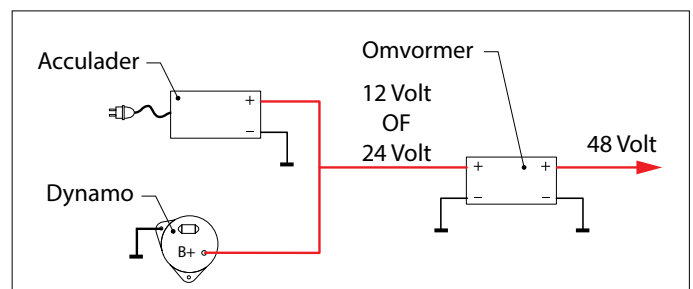 Acculader
+
–
Dynamo
B+
12 Volt
OF
24 Volt
Omvormer
+ +
– –
48 Volt